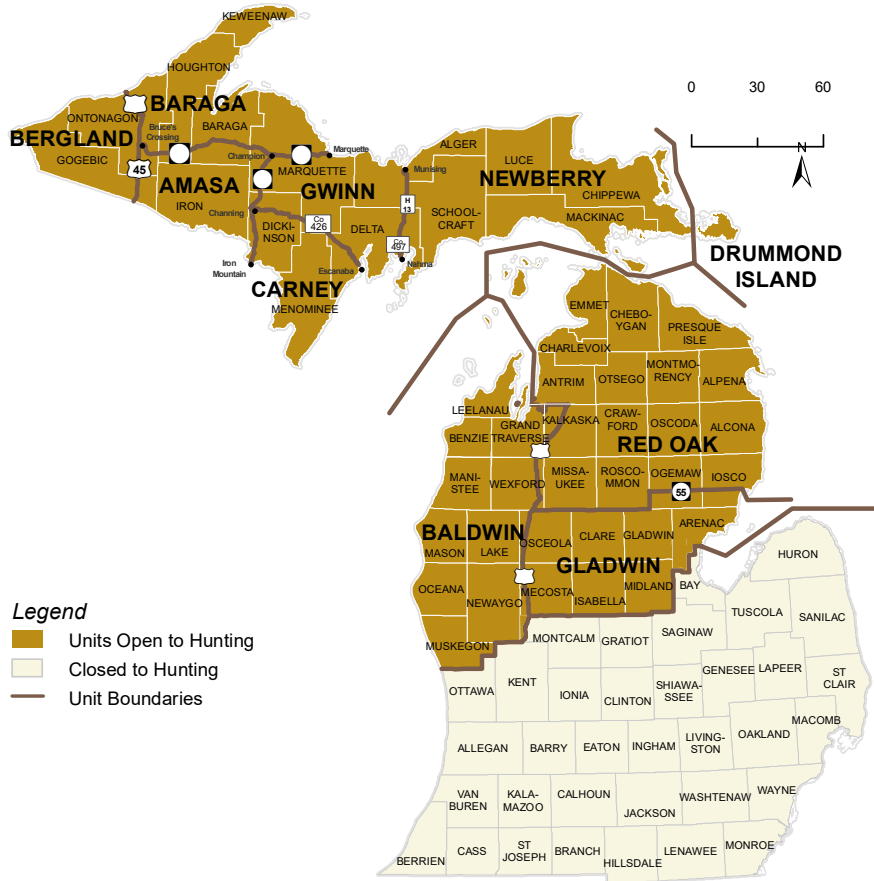 KEWEENAW
HOUGHTON
0 30 60
BARAGA
ONTONAGON
BERGLAND
Bruce's
Crossing
BARAGA
GOGEBIC
45
Champion
Marquette
MARQUETTE
AMASA
IRON
GWINN
Channing
DICKI-
NSON
Co
426
DELTA
ALGER
Munising
H
13
SCHOOL-
CRAFT
Co
497
Nahma
LUCE
NEWBERRY
CHIPPEWA
MACKINAC
N
Iron
Mountain
Escanaba
CARNEY
MENOMINEE
DRUMMOND
ISLAND
EMMET
CHEBO-
YGAN
PRESQUE
ISLE
CHARLEVOIX
ANTRIM
OTSEGO
MONTMO-
RENCY
ALPENA
LEELANAU
GRAND
TRAVERSE
BENZIE
KALKASKA
CRAW-
FORD
OSCODA
ALCONA
RED OAK
MANI-
STEE
WEXFORD
MISSA-
UKEE
ROSCO-
MMON
OGEMAW
IOSCO
55
BALDWIN
MASON
LAKE
OSCEOLA
CLARE
GLADWIN
ARENAC
GLADWIN
OCEANA
NEWAYGO
MECOSTA
ISABELLA
MIDLAND
BAY
HURON
MUSKEGON
MONTCALM
GRATIOT
SAGINAW
TUSCOLA
SANILAC
OTTAWA
KENT
IONIA
CLINTON
SHIAWA-
SSEE
GENESEE
LAPEER
ST
CLAIR
ALLEGAN
BARRY
EATON
INGHAM
LIVING-
STON
OAKLAND
MACOMB
VAN
BUREN
KALA-
MAZOO
CALHOUN
JACKSON
WASHTENAW
WAYNE
BERRIEN
CASS
ST
JOSEPH
BRANCH
HILLSDALE
LENAWEE
MONROE
Legend
Units Open to Hunting
Closed to Hunting
Unit Boundaries